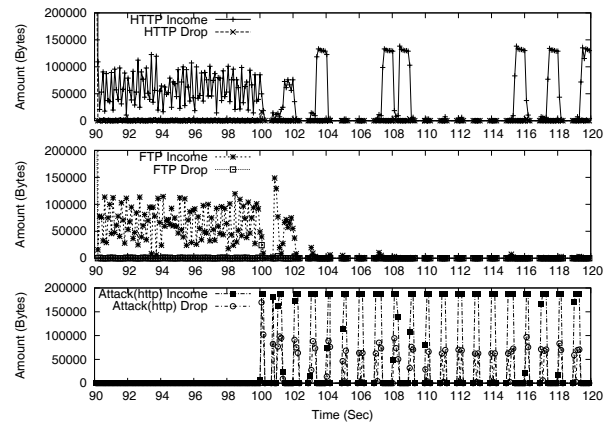 HTTP Income
HTTP Drop
Amount (Bytes)
200000
150000
100000
50000
0
90 92 94 96 98 100 102 104 106 108 110 112 114 116 118 120
FTP Income
FTP Drop
Amount (Bytes)
200000
150000
100000
50000
0
90 92 94 96 98 100 102 104 106 108 110 112 114 116 118 120
Attack(http) Income
Attack(http) Drop
Amount (Bytes)
200000
150000
100000
50000
0
90 92 94 96 98 100 102 104 106 108 110 112 114 116 118 120
Time (Sec)